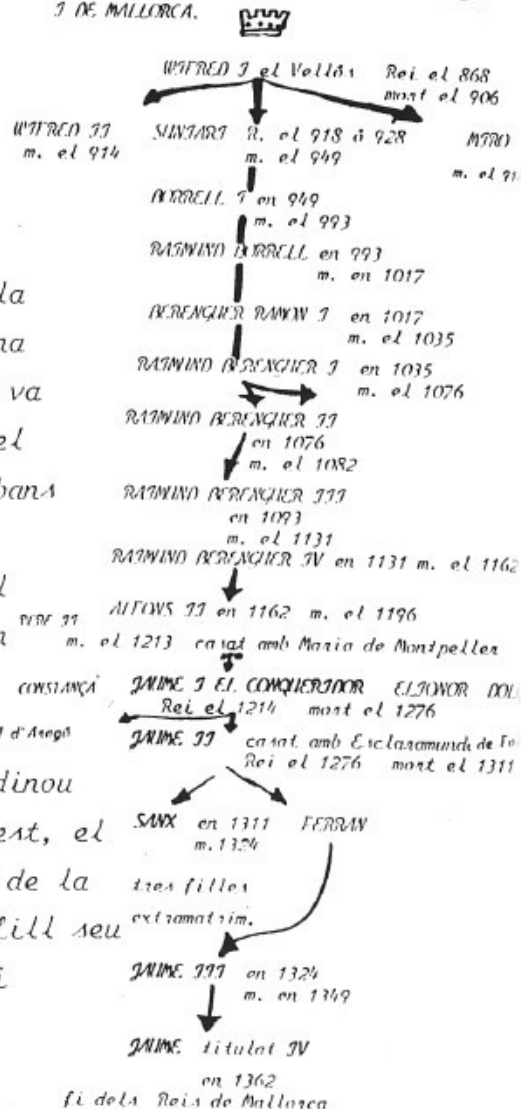 I DE MALLORCA.
WIFRED I el Vellós Rei el 868
mort el 906
WIFRED II SUNIARI R. el 918 ó 928 MIRO
m. el 914 m. el 949 m. el
BORRELL I en 949
m. el 993
RAIMIND BORRELL en 993
m. en 1017
la
BERENGUER RAMON I en 1017
na m. el 1035
RAIMIND BERENGUER I en 1035
va m. el 1076
RAIMIND BERENGUER II
el en 1076
m. el 1082
bans RAIMIND BERENGUER III
en 1093
m. el 1131
RAIMIND BERENGUER IV en 1131 m. el 1162
PERE II ALFONS II en 1162 m. el 1196
m. el 1213 casat amb Maria de Montpeller
CONSTANÇA JAUME I EL CONQUERIDOR ELIONOR
Rei el 1214 mort el 1276
d'Aragó JAUME II casat amb Esclaramunda de
dinou Rei el 1276 mort el 1311
est, el SANX en 1311 FERRAN
m. 1324
de la tres filles
fill seu extramatrim.
i JAUME III en 1324
m. en 1349
JAUME titulat IV
en 1362
fi dels Reis de Mallorca